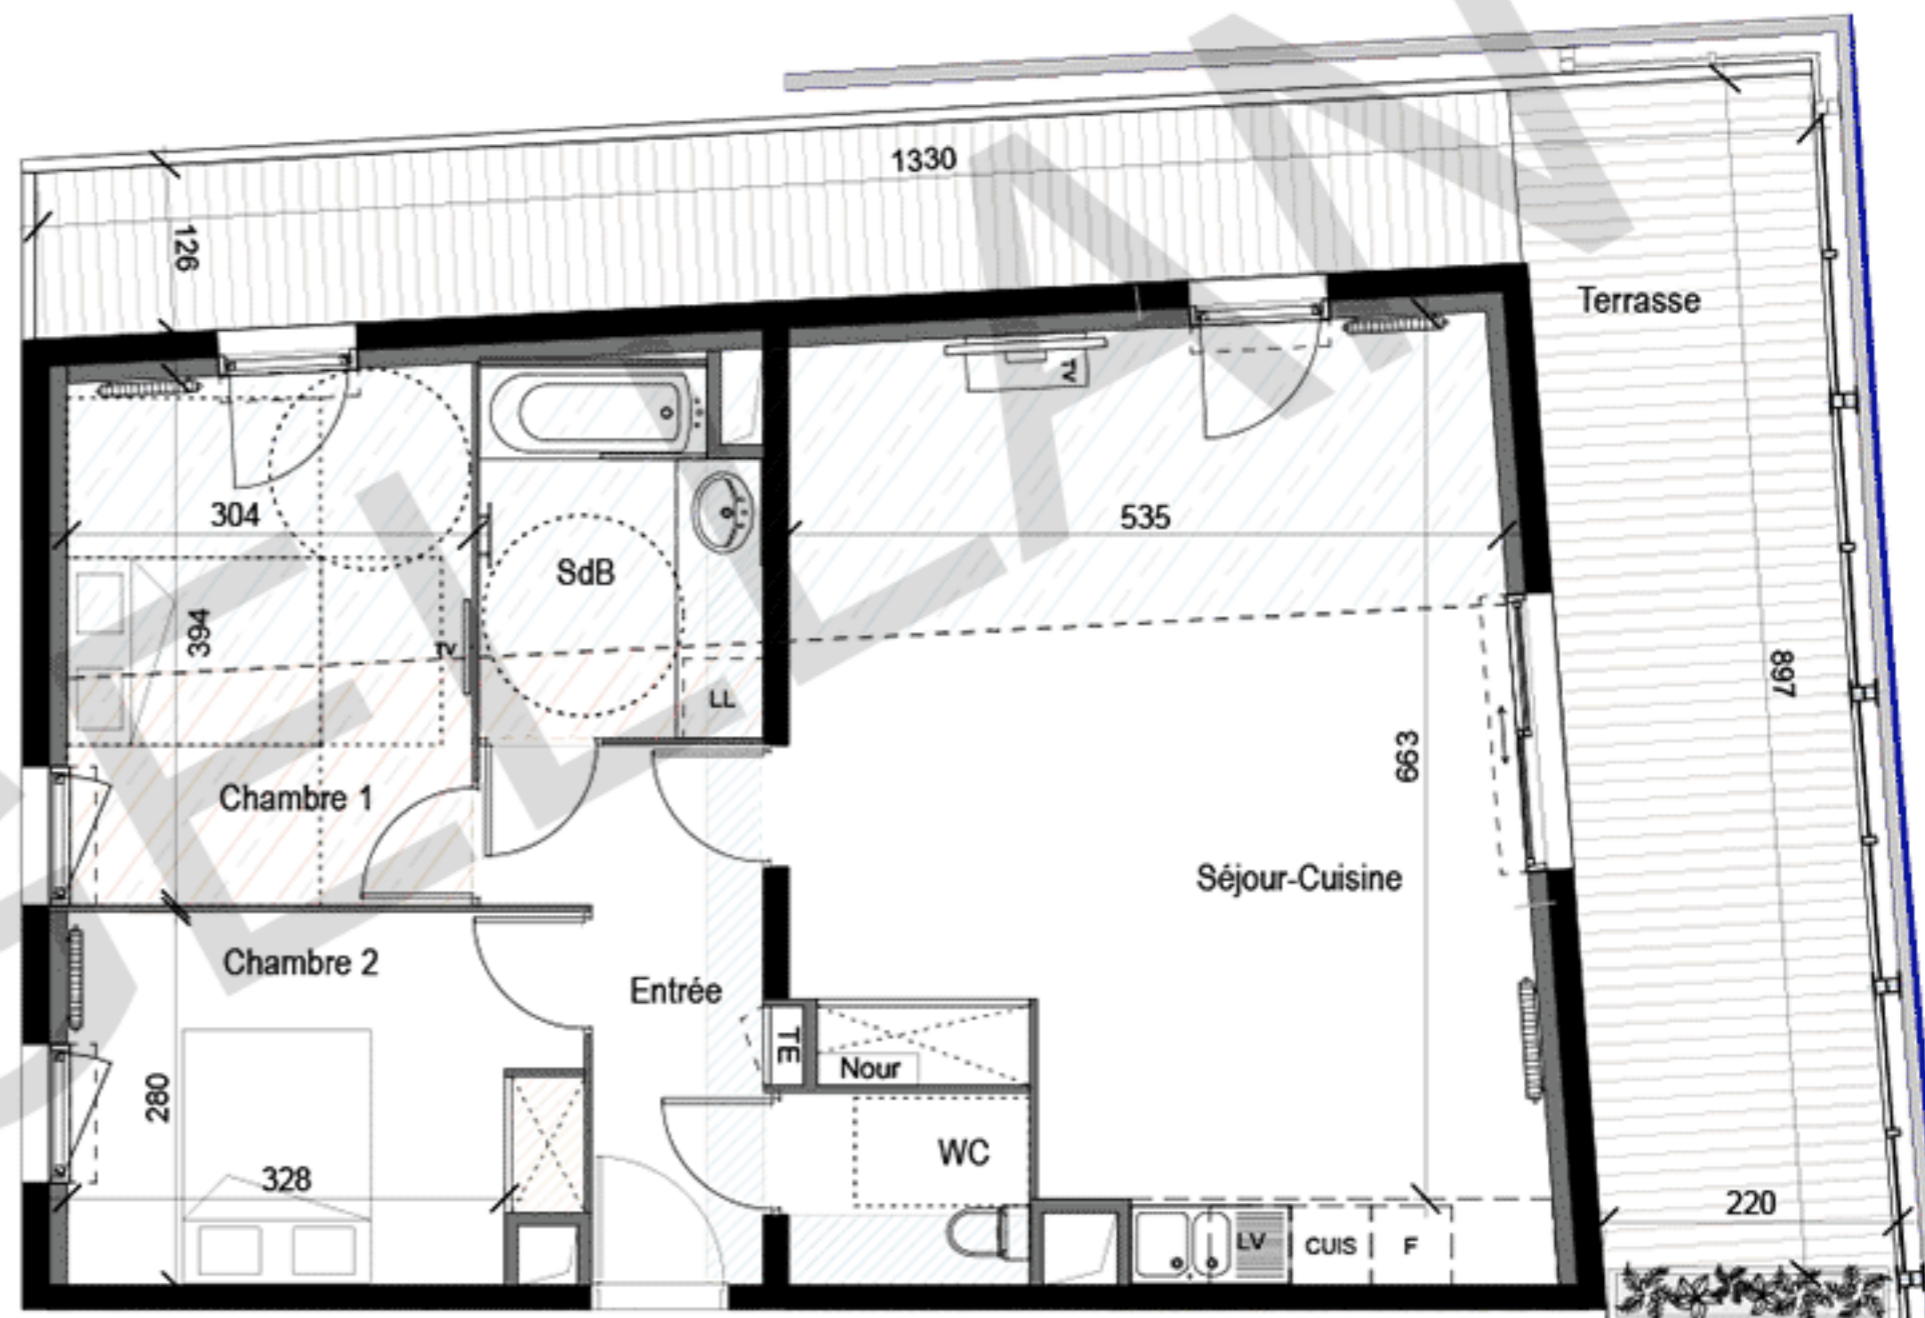 1330
126
Terrasse
TV
304
535
SdB
394
TV
897
LL
663
Chambre 1
Séjour-Cuisine
Chambre 2
Entrée
TE
Nour
280
WC
328
220
LV
CUIS
F